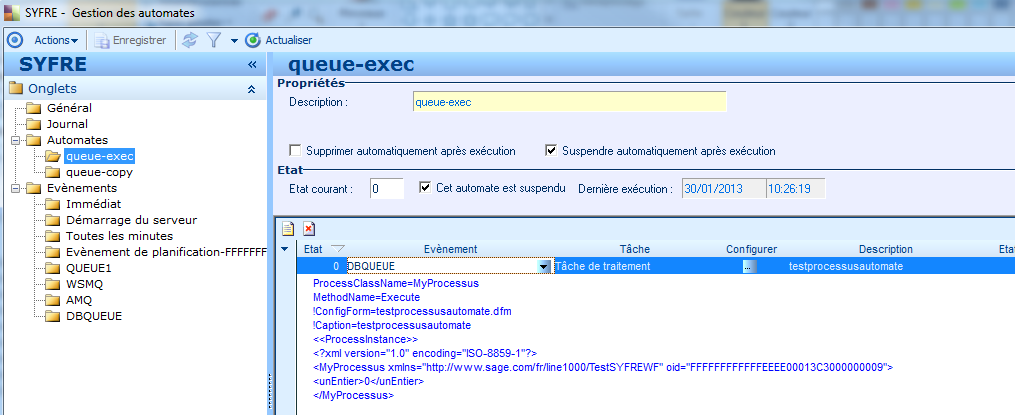 SYFRE - Gestion des automates
Actions Enregistrer Actualiser
SYFRE «
Onglets
Général
Journal
Automates
queue-exec
queue-copy
Evènements
Immédiat
Démarrage du serveur
Toutes les minutes
Evènement de planification-FFFFFFF
QUEUE1
WSMQ
AMQ
DBQUEUE
queue-exec
Propriétés
Description : queue-exec
Supprimer automatiquement après exécution Suspendre automatiquement après exécution
Etat
Etat courant : 0 Cet automate est suspendu Dernière exécution : 30/01/2013 10:26:19
Etat Evènement Tâche Configurer Description Eta
0 DBQUEUE Tâche de traitement ... testprocessusautomate
ProcessClassName=MyProcessus
MethodName=Execute
!ConfigForm=testprocessusautomate.dfm
!Caption=testprocessusautomate
<<ProcessInstance>>
<?xml version="1.0" encoding="ISO-8859-1"?>
<MyProcessus xmlns="http://www.sage.com/fr/line1000/TestSYFREWF" oid="FFFFFFFFFFFFEEEE00013C3000000009">
<unEntier>0</unEntier>
</MyProcessus>